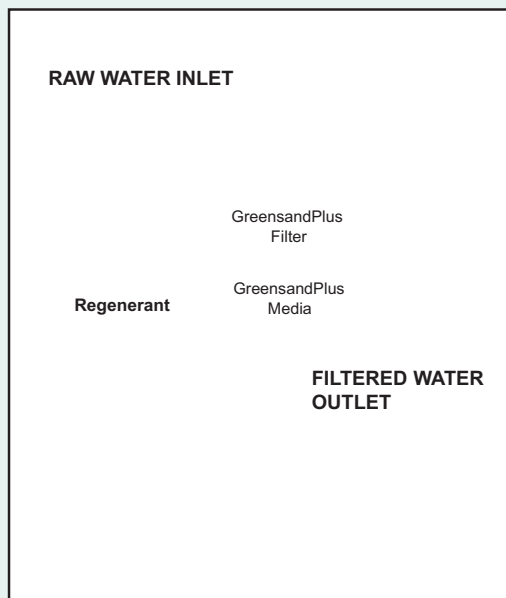 RAW WATER INLET
GreensandPlus
Filter
GreensandPlus
Media
Regenerant
FILTERED WATER
OUTLET